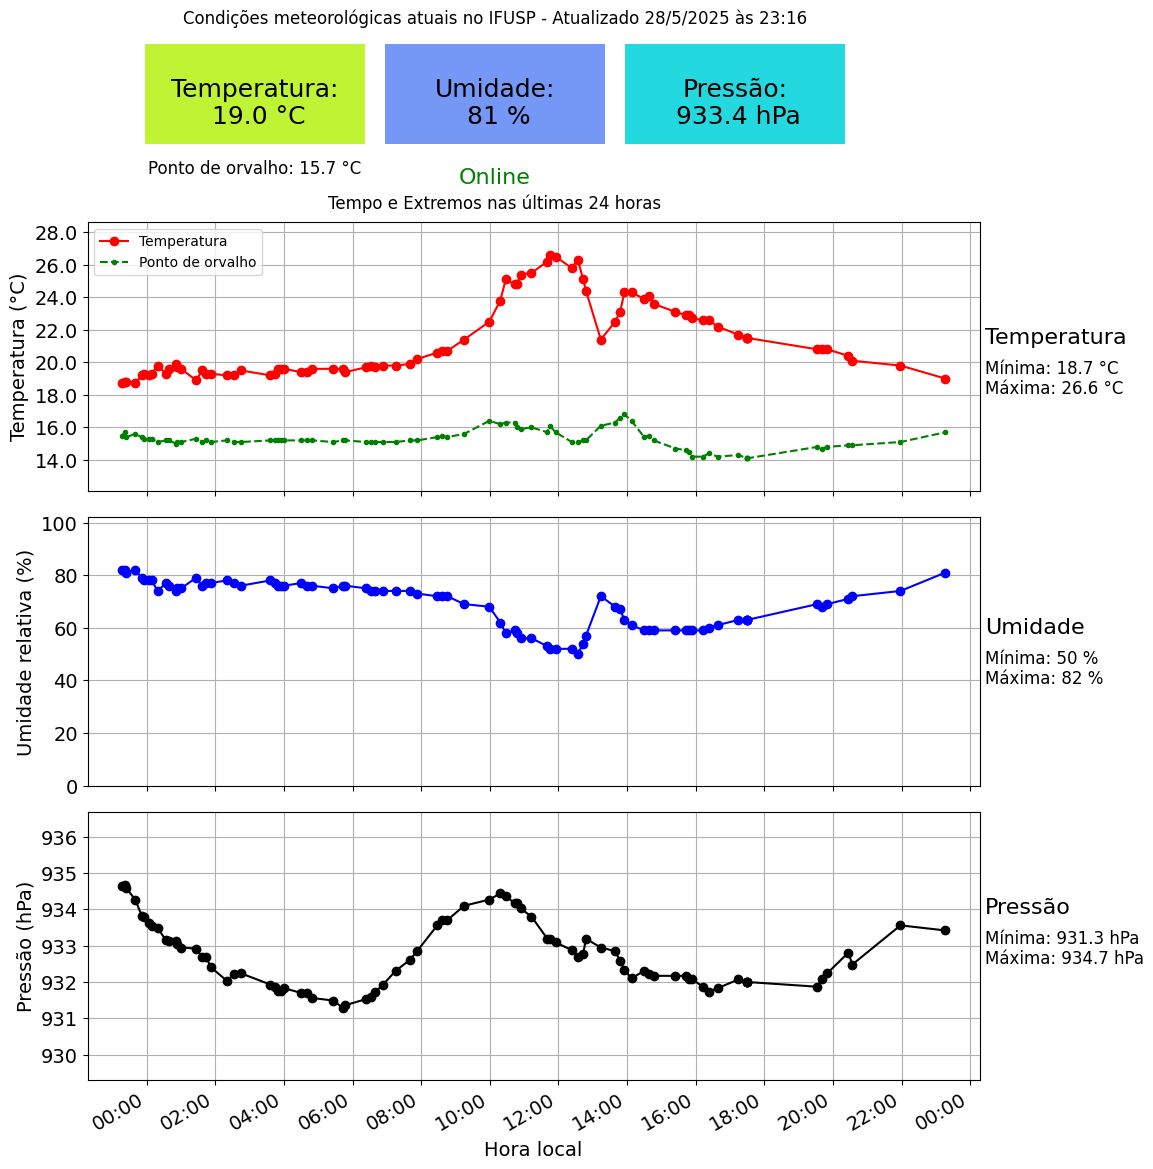 Condições meteorológicas atuais no IFUSP - Atualizado 28/5/2025 às 23:16
Temperatura:
19.0 °C
Umidade:
81 %
Pressão:
933.4 hPa
Ponto de orvalho: 15.7 °C
Online
Tempo e Extremos nas últimas 24 horas
Temperatura (°C)
28.0
26.0
24.0
22.0
20.0
18.0
16.0
14.0
Temperatura
Ponto de orvalho
Temperatura
Mínima: 18.7 °C
Máxima: 26.6 °C
Umidade relativa (%)
100
80
60
40
20
0
Umidade
Mínima: 50 %
Máxima: 82 %
Pressão (hPa)
936
935
934
933
932
931
930
Pressão
Mínima: 931.3 hPa
Máxima: 934.7 hPa
00:00 02:00 04:00 06:00 08:00 10:00 12:00 14:00 16:00 18:00 20:00 22:00 00:00
Hora local